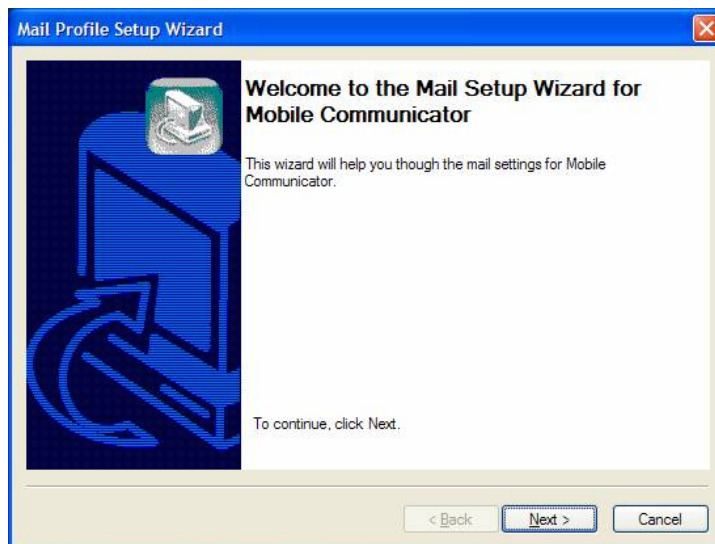 Mail Profile Setup Wizard
Welcome to the Mail Setup Wizard for
Mobile Communicator
This wizard will help you though the mail settings for Mobile
Communicator.
To continue, click Next.
< Back Next > Cancel